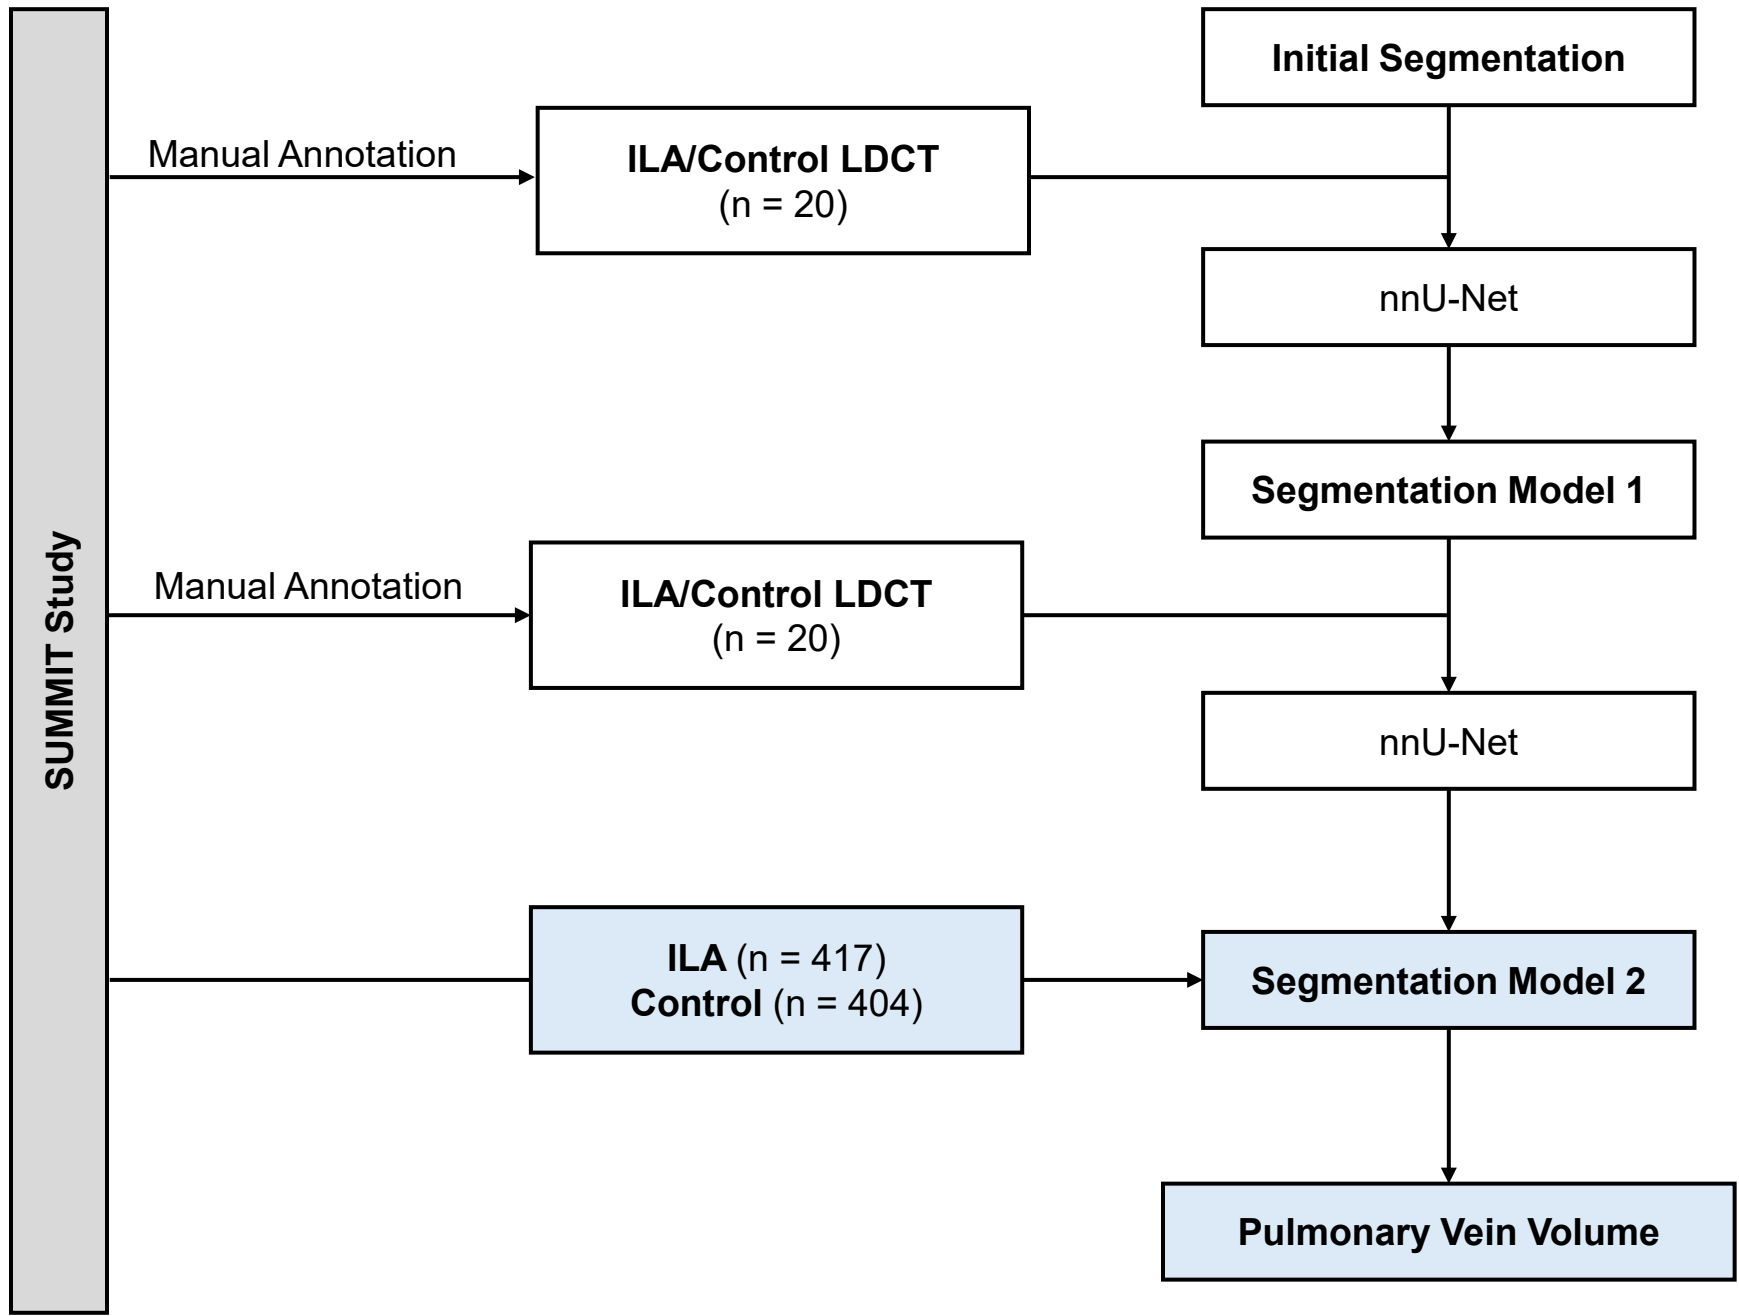 SUMMIT Study
Initial Segmentation
Manual Annotation
ILA/Control LDCT
(n = 20)
nnU-Net
Segmentation Model 1
Manual Annotation
ILA/Control LDCT
(n = 20)
nnU-Net
ILA (n = 417)
Control (n = 404)
Segmentation Model 2
Pulmonary Vein Volume